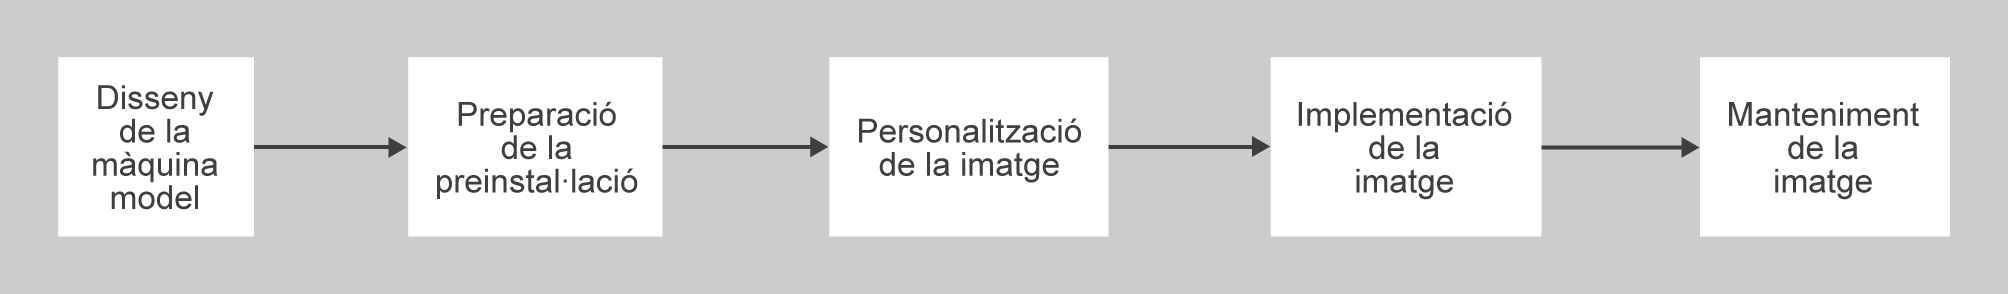 Disseny
de la
màquina
model
Preparació
de la
preinstal·lació
Personalització
de la imatge
Implementació
de la
imatge
Manteniment
de la
imatge